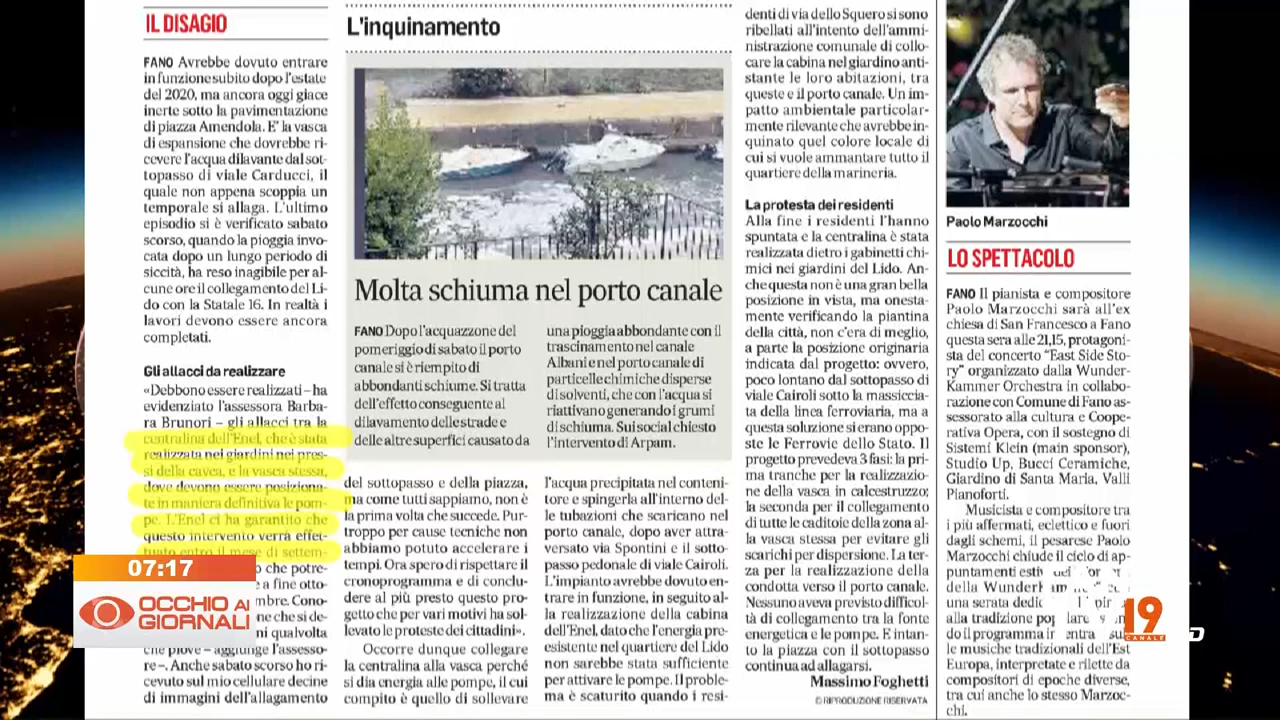 IL DISAGIO
FANO Avrebbe dovuto entrare
in funzione subito dopo l'estate
del 2020, ma ancora oggi giace
inerte sotto la pavimentazione
di piazza Amendola. E' la vasca
di espansione che dovrebbe ri-
cevere l'acqua dilavante dal sot-
topasso di viale Carducci, il
quale non appena scoppia un
temporale si allaga. L'ultimo
episodio si è verificato sabato
scorso, quando la pioggia invo-
cata dopo un lungo periodo di
siccità, ha reso inagibile per al-
cune ore il collegamento del Li-
do con la Statale 16. In realtà i
lavori devono essere ancora
completati.
Gli allacci da realizzare
«Debbono essere realizzati – ha
evidenziato l'assessora Barba-
ra Brunori – gli allacci tra la
centralina dell'Enel, che è stata
realizzata nei giardini nei pres-
si della cavea, e la vasca stessa,
dove devono essere posiziona-
te in maniera definitiva le pom-
pe. L'Enel ci ha garantito che
questo intervento verrà effet-
tuato entro il mese di settem-
che potre-
a fine otto-
mbre. Cono-
ne che si de-
ni qualvolta
che piove – aggiunge l'assesso-
re –. Anche sabato scorso ho ri-
cevuto sul mio cellulare decine
di immagini dell'allagamento
L'inquinamento
Molta schiuma nel porto canale
FANO Dopo l'acquazzone del
pomeriggio di sabato il porto
canale si è riempito di
abbondanti schiume. Si tratta
dell'effetto conseguente al
dilavamento delle strade e
delle altre superfici causato da
una pioggia abbondante con il
trascinamento nel canale
Albani e nel porto canale di
particelle chimiche disperse
di solventi, che con l'acqua si
riattivano generando i grumi
di schiuma. Sui social chiesto
l'intervento di Arpam.
del sottopasso e della piazza,
ma come tutti sappiamo, non è
la prima volta che succede. Pur-
troppo per cause tecniche non
abbiamo potuto accelerare i
tempi. Ora spero di rispettare il
cronoprogramma e di conclu-
dere al più presto questo pro-
getto che per vari motivi ha sol-
levato le proteste dei cittadini».
Occorre dunque collegare
la centralina alla vasca perché
si dia energia alle pompe, il cui
compito è quello di sollevare
l'acqua precipitata nel conteni-
tore e spingerla all'interno del-
le tubazioni che scaricano nel
porto canale, dopo aver attra-
versato via Spontini e il sotto-
passo pedonale di viale Cairoli.
L'impianto avrebbe dovuto en-
trare in funzione, in seguito al-
la realizzazione della cabina
dell'Enel, dato che l'energia pre-
esistente nel quartiere del Lido
non sarebbe stata sufficiente
per attivare le pompe. Il proble-
ma è scaturito quando i resi-
denti di via dello Squero si sono
ribellati all'intento dell'ammi-
nistrazione comunale di collo-
care la cabina nel giardino anti-
stante le loro abitazioni, tra
queste e il porto canale. Un im-
patto ambientale particolar-
mente rilevante che avrebbe in-
quinato quel colore locale di
cui si vuole ammantare tutto il
quartiere della marineria.
La protesta dei residenti
Alla fine i residenti l'hanno
spuntata e la centralina è stata
realizzata dietro i gabinetti chi-
mici nei giardini del Lido. An-
che questa non è una gran bella
posizione in vista, ma onesta-
mente verificando la piantina
della città, non c'era di meglio,
a parte la posizione originaria
indicata dal progetto: ovvero,
poco lontano dal sottopasso di
viale Cairoli sotto la massiccia-
ta della linea ferroviaria, ma a
questa soluzione si erano oppo-
ste le Ferrovie dello Stato. Il
progetto prevedeva 3 fasi: la pri-
ma tranche per la realizzazio-
ne della vasca in calcestruzzo;
la seconda per il collegamento
di tutte le caditoie della zona al-
la vasca stessa per evitare gli
scarichi per dispersione. La ter-
za per la realizzazione della
condotta verso il porto canale.
Nessuno aveva previsto difficol-
tà di collegamento tra la fonte
energetica e le pompe. E intan-
to la piazza con il sottopasso
continua ad allagarsi.
Massimo Foghetti
© RIPRODUZIONE RISERVATA
Paolo Marzocchi
LO SPETTACOLO
FANO Il pianista e compositore
Paolo Marzocchi sarà all'ex
chiesa di San Francesco a Fano
questa sera alle 21,15, protagoni-
sta del concerto "East Side Sto-
ry" organizzato dalla Wunder-
Kammer Orchestra in collabo-
razione con Comune di Fano as-
sessorato alla cultura e Coope-
rativa Opera, con il sostegno di
Sistemi Klein (main sponsor),
Studio Up, Bucci Ceramiche,
Giardino di Santa Maria, Valli
Pianoforti.
Musicista e compositore tra
i più affermati, eclettico e fuori
dagli schemi, il pesarese Paolo
Marzocchi chiude il ciclo di ap-
puntamenti estiv
della Wunder
una serata dedic
alla tradizione pop
do il programma
le musiche tradizionali dell'Est
Europa, interpretate e rilette da
compositori di epoche diverse,
tra cui anche lo stesso Marzoc-
chi.
07:17
OCCHIO AI
GIORNALI
19
CANALE